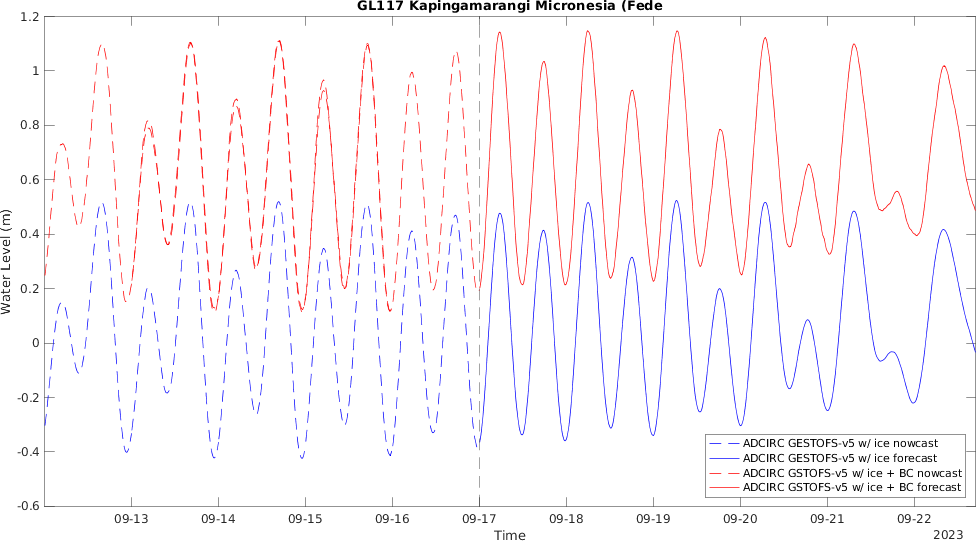 GL117 Kapingamarangi Micronesia (Fede
Water Level (m)
1.2
1
0.8
0.6
0.4
0.2
0
-0.2
-0.4
-0.6
ADCIRC GESTOFS-v5 w/ ice nowcast
ADCIRC GESTOFS-v5 w/ ice forecast
ADCIRC GSTOFS-v5 w/ ice + BC nowcast
ADCIRC GSTOFS-v5 w/ ice + BC forecast
09-13 09-14 09-15 09-16 09-17 09-18 09-19 09-20 09-21 09-22
Time
2023